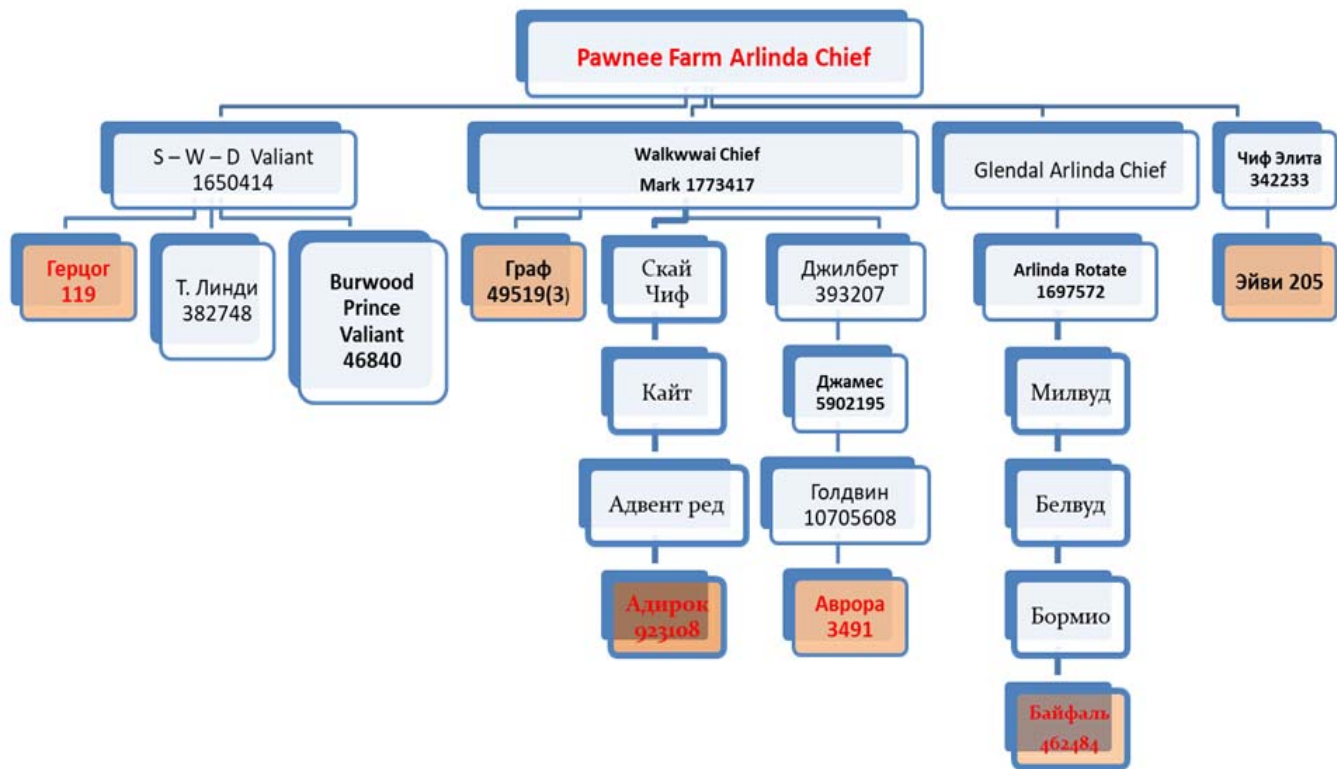 Pawnee Farm Arlinda Chief
S – W – D Valiant
1650414
Walkwwai Chief
Mark 1773417
Glendal Arlinda Chief
Чиф Элита
342233
Герцог
119
Т. Линди
382748
Burwood
Prince
Valiant
46840
Граф
49519(3)
Скай
Чиф
Джилберт
393207
Arlinda Rotate
1697572
Эйви 205
Кайт
Джамес
5902195
Милвуд
Адвент ред
Голдвин
10705608
Белвуд
Адирок
923108
Аврора
3491
Бормио
Байфаль
462484